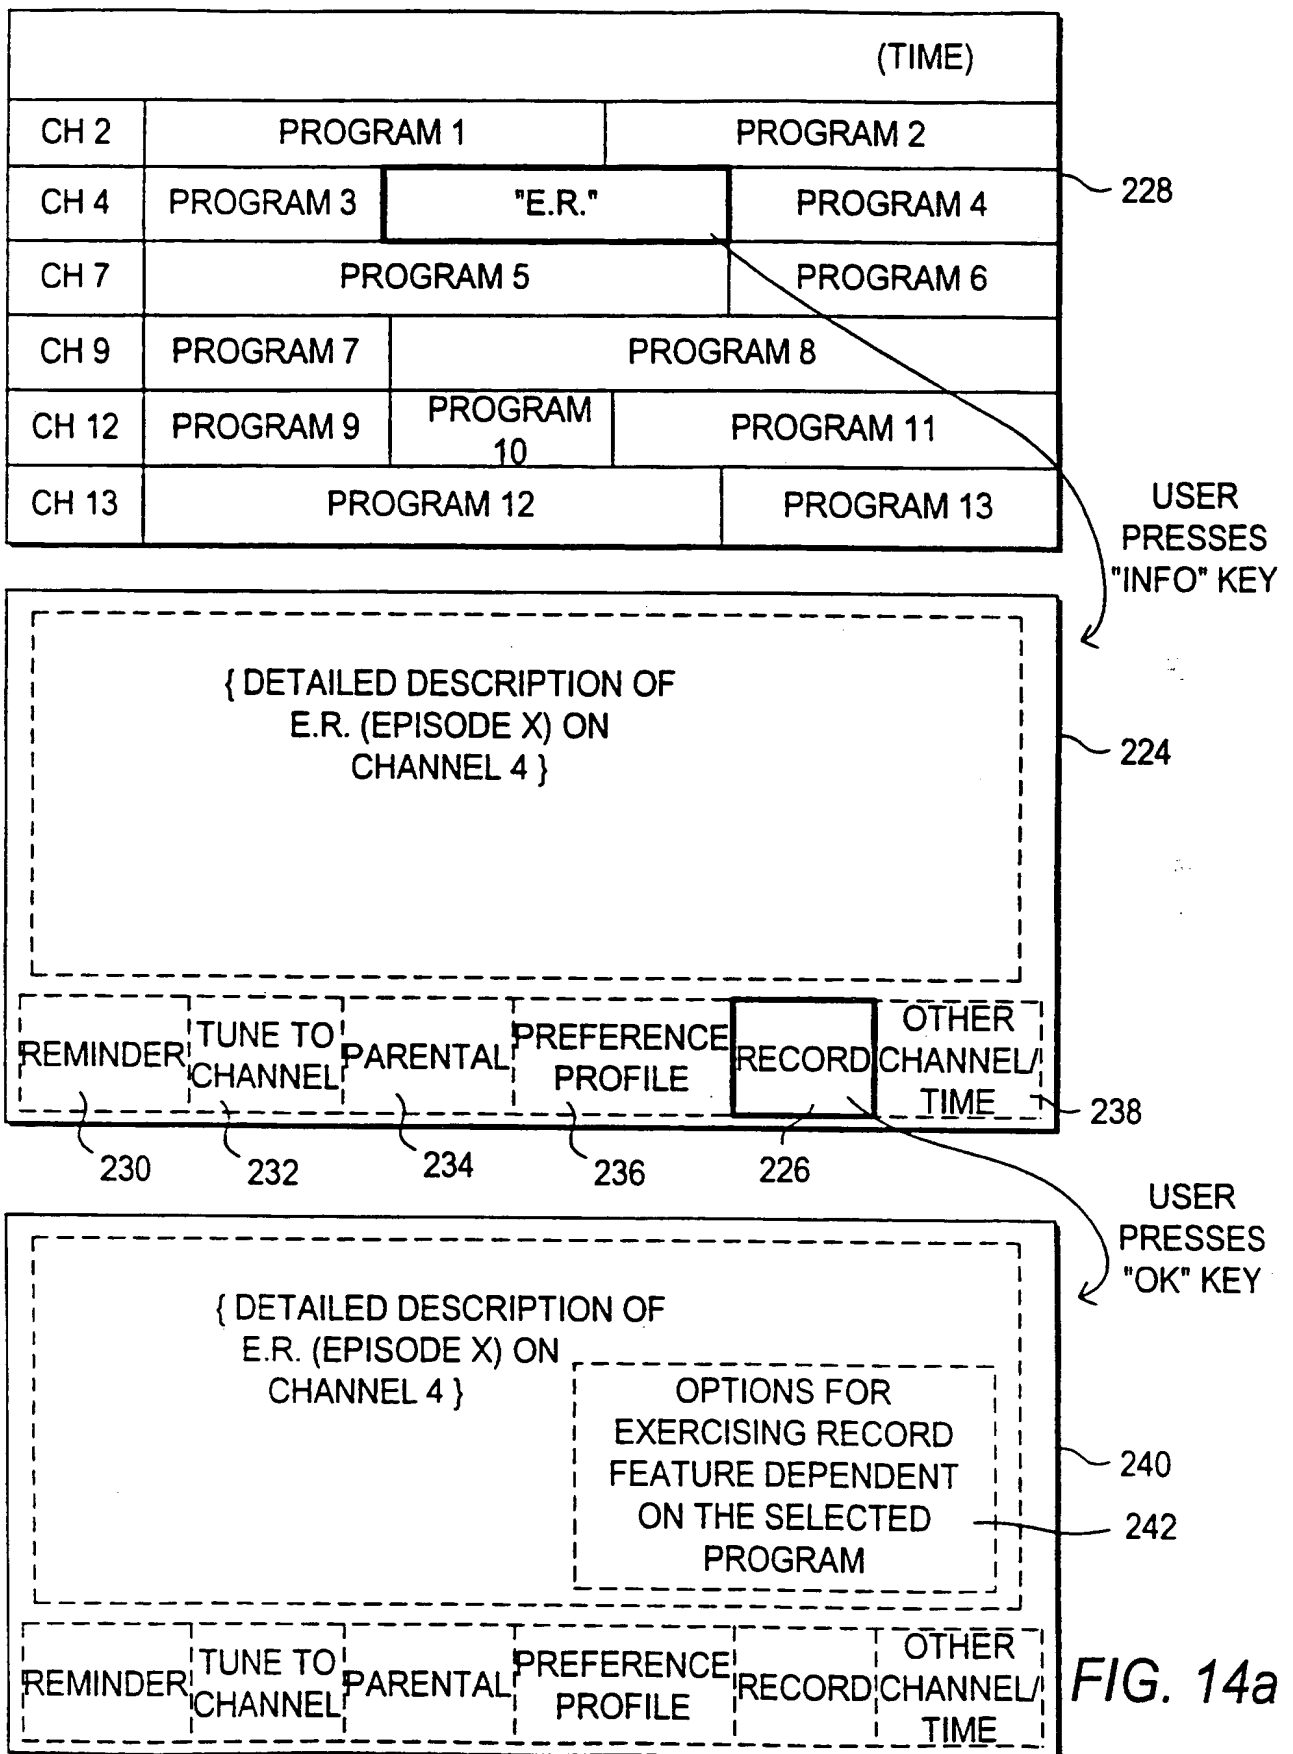 (TIME)
CH 2 PROGRAM 1 PROGRAM 2
228
CH 4 PROGRAM 3 "E.R." PROGRAM 4
CH 7 PROGRAM 5 PROGRAM 6
CH 9 PROGRAM 7 PROGRAM 8
CH 12 PROGRAM 9 PROGRAM
10 PROGRAM 11
CH 13 PROGRAM 12 PROGRAM 13
USER
PRESSES
"INFO" KEY
{ DETAILED DESCRIPTION OF
E.R. (EPISODE X) ON
CHANNEL 4 }
224
REMINDER
TUNE TO
CHANNEL
PARENTAL
PREFERENCE
PROFILE
RECORD
OTHER
CHANNEL/
TIME
238
230 232 234 236 226
USER
PRESSES
"OK" KEY
{ DETAILED DESCRIPTION OF
E.R. (EPISODE X) ON
CHANNEL 4 }
OPTIONS FOR
EXERCISING RECORD
FEATURE DEPENDENT
ON THE SELECTED
PROGRAM
240
242
REMINDER
TUNE TO
CHANNEL
PARENTAL
PREFERENCE
PROFILE
RECORD
OTHER
CHANNEL/
TIME
FIG. 14a